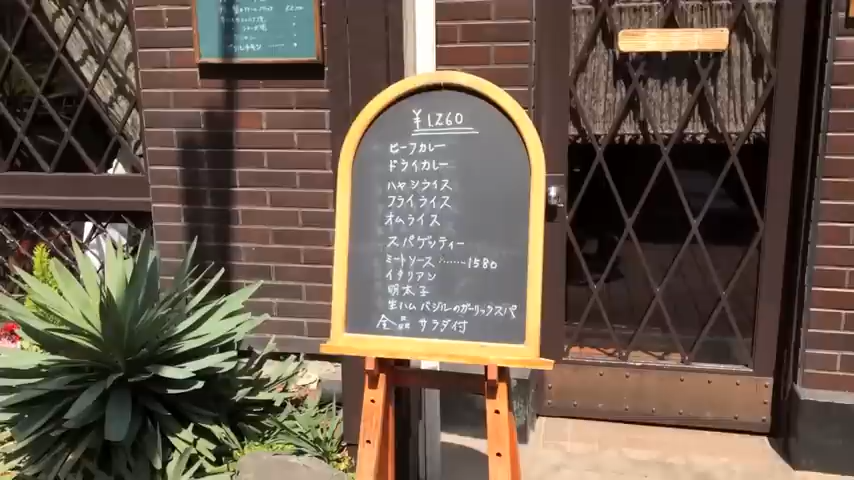 ¥1260
ビーフカレー
ドライカレー
ハヤシライス
フライライス
オムライス
スパゲッティー
ミートソース……1580
イタリアン
明太子
生ハムバジルのガーリックスパ
全 サラダ付